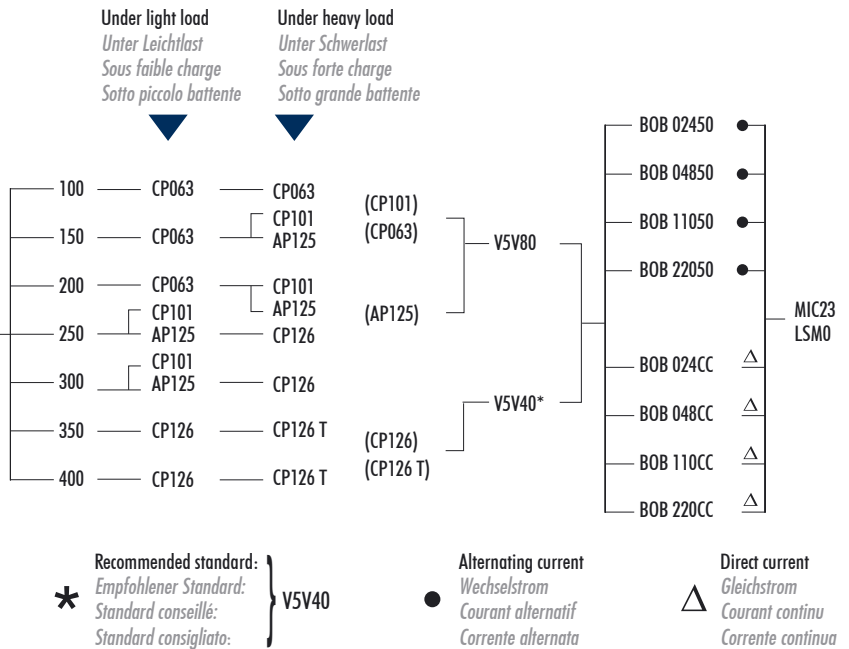 Under light load
Unter Leichtlast
Sous faible charge
Sotto piccolo battente
Under heavy load
Unter Schwerlast
Sous forte charge
Sotto grande battente
100 CP063 CP063
150 CP063 CP101
AP125
200 CP063 CP101
AP125
250 CP101
AP125 CP126
300 CP101
AP125 CP126
350 CP126 CP126 T
400 CP126 CP126 T
(CP101)
(CP063)
(AP125)
V5V80
(CP126)
(CP126 T)
V5V40*
BOB 02450 ●
BOB 04850 ●
BOB 11050 ●
BOB 22050 ●
BOB 024CC Δ
BOB 048CC Δ
BOB 110CC Δ
BOB 220CC Δ
MIC23
LSM0
* Recommended standard:
Empfohlener Standard:
Standard conseillé:
Standard consigliato:
} V5V40
● Alternating current
Wechselstrom
Courant alternatif
Corrente alternata
Δ Direct current
Gleichstrom
Courant continu
Corrente continua